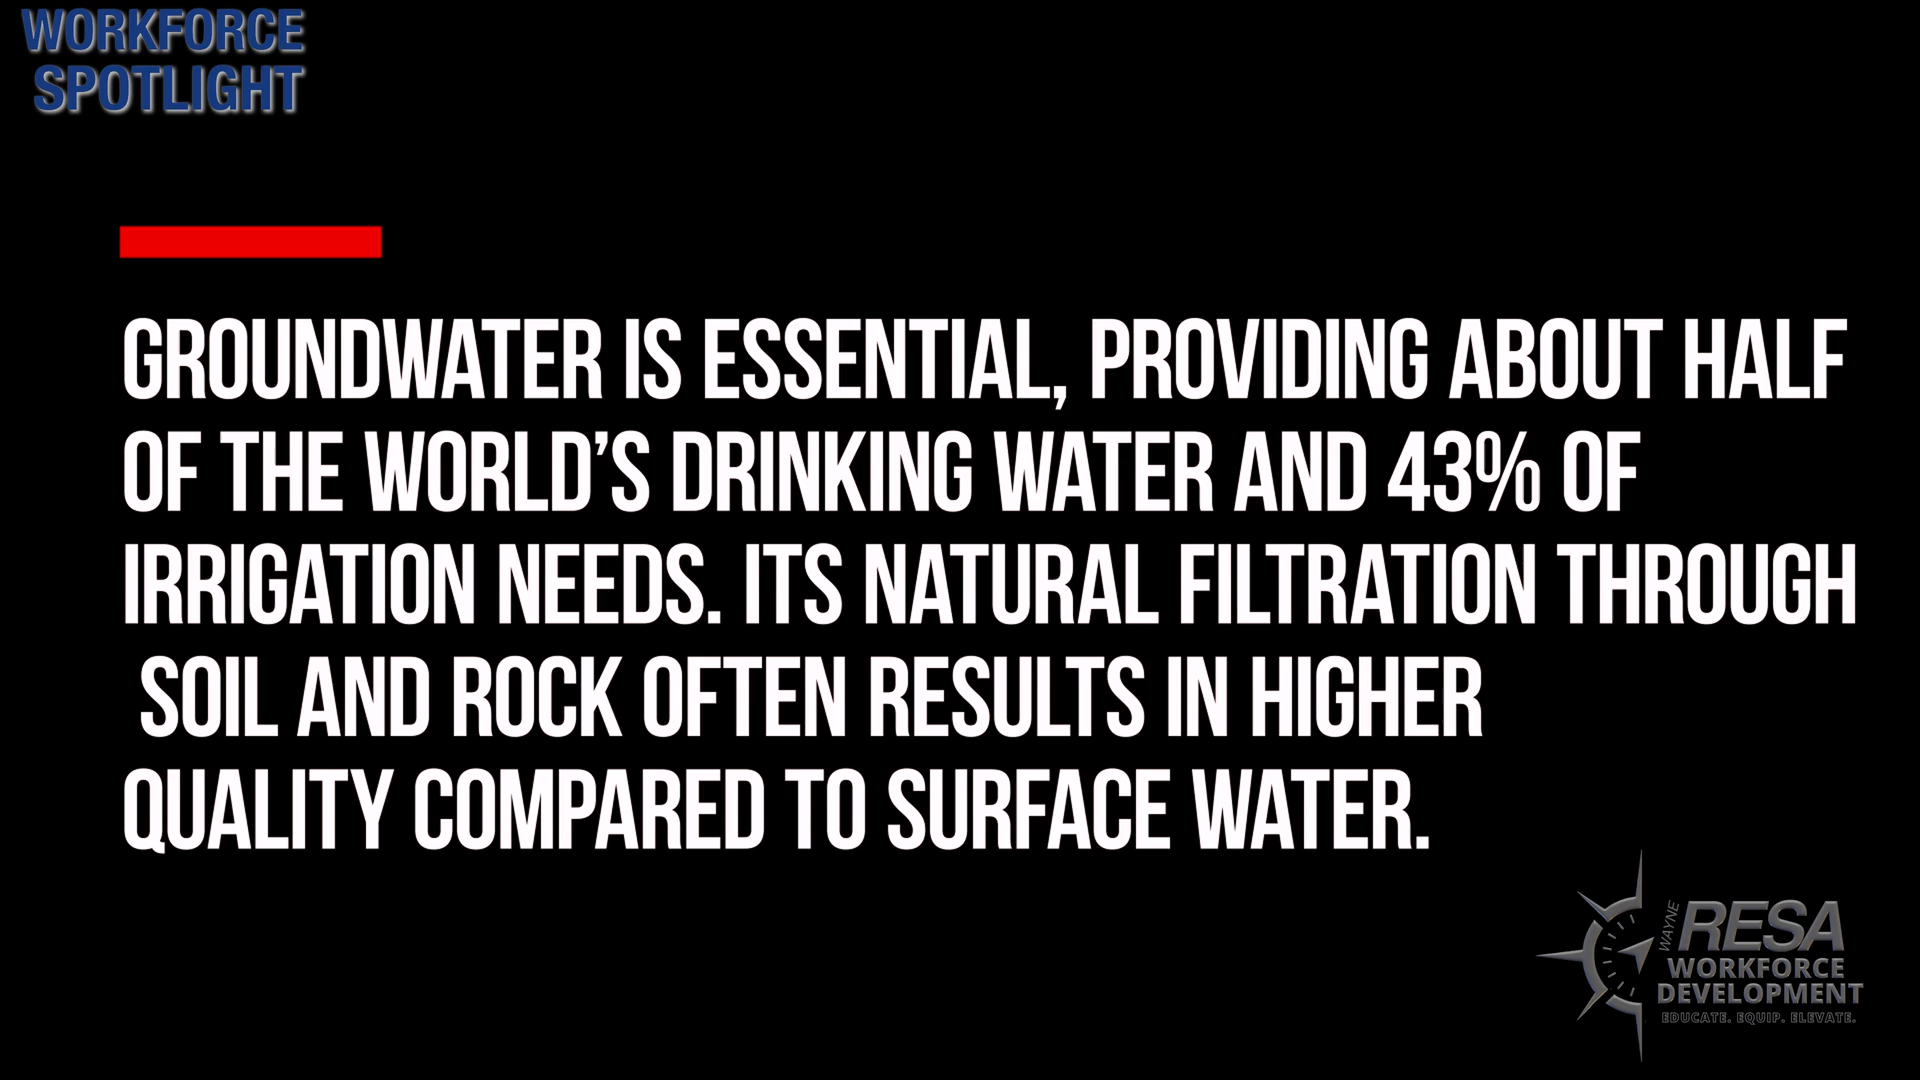 WORKFORCE
SPOTLIGHT
GROUNDWATER IS ESSENTIAL, PROVIDING ABOUT HALF
OF THE WORLD’S DRINKING WATER AND 43% OF
IRRIGATION NEEDS. ITS NATURAL FILTRATION THROUGH
SOIL AND ROCK OFTEN RESULTS IN HIGHER
QUALITY COMPARED TO SURFACE WATER.
WAYNE RESA
WORKFORCE
DEVELOPMENT
EDUCATE. EQUIP. ELEVATE.